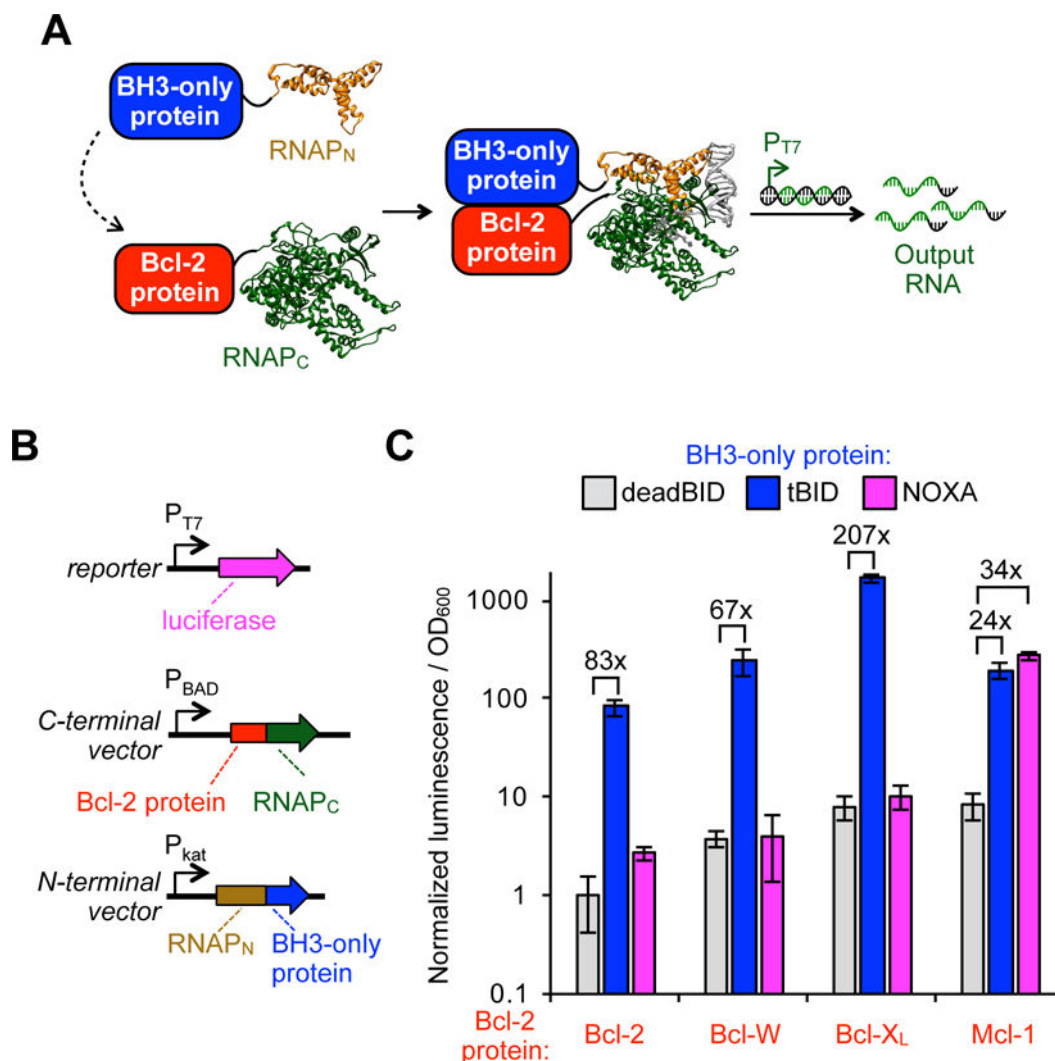 A
BH3-only
protein
RNAPN
Bcl-2
protein
RNAPC
BH3-only
protein
Bcl-2
protein
PT7
Output
RNA
B
PT7
reporter
luciferase
PBAD
C-terminal
vector
Bcl-2 protein
RNAPC
Pkat
N-terminal
vector
RNAPN
BH3-only
protein
C
BH3-only protein:
deadBID tBID NOXA
Normalized luminescence / OD600
1000
100
10
1
0.1
83x
67x
207x
34x
24x
Bcl-2
protein:
Bcl-2 Bcl-W Bcl-XL Mcl-1